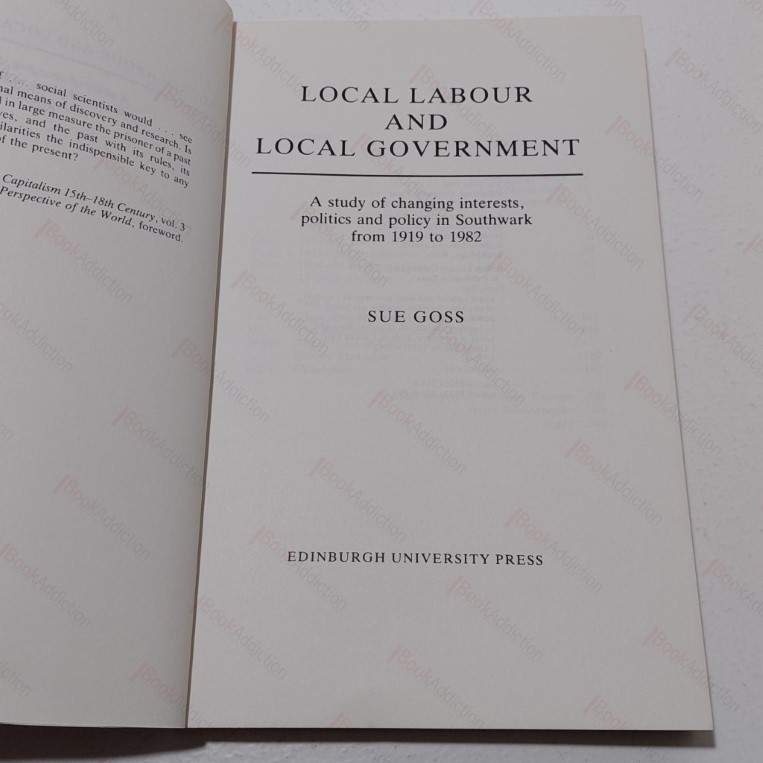 social scientists would . . . see
means of discovery and research. Is
in large measure the prisoner of a past
and the past with its rules, its
the indispensible key to any
the present?
Capitalism 15th–18th Century, vol. 3
Perspective of the World, foreword.
LOCAL LABOUR
AND
LOCAL GOVERNMENT
A study of changing interests,
politics and policy in Southwark
from 1919 to 1982
SUE GOSS
EDINBURGH UNIVERSITY PRESS
BookAddiction